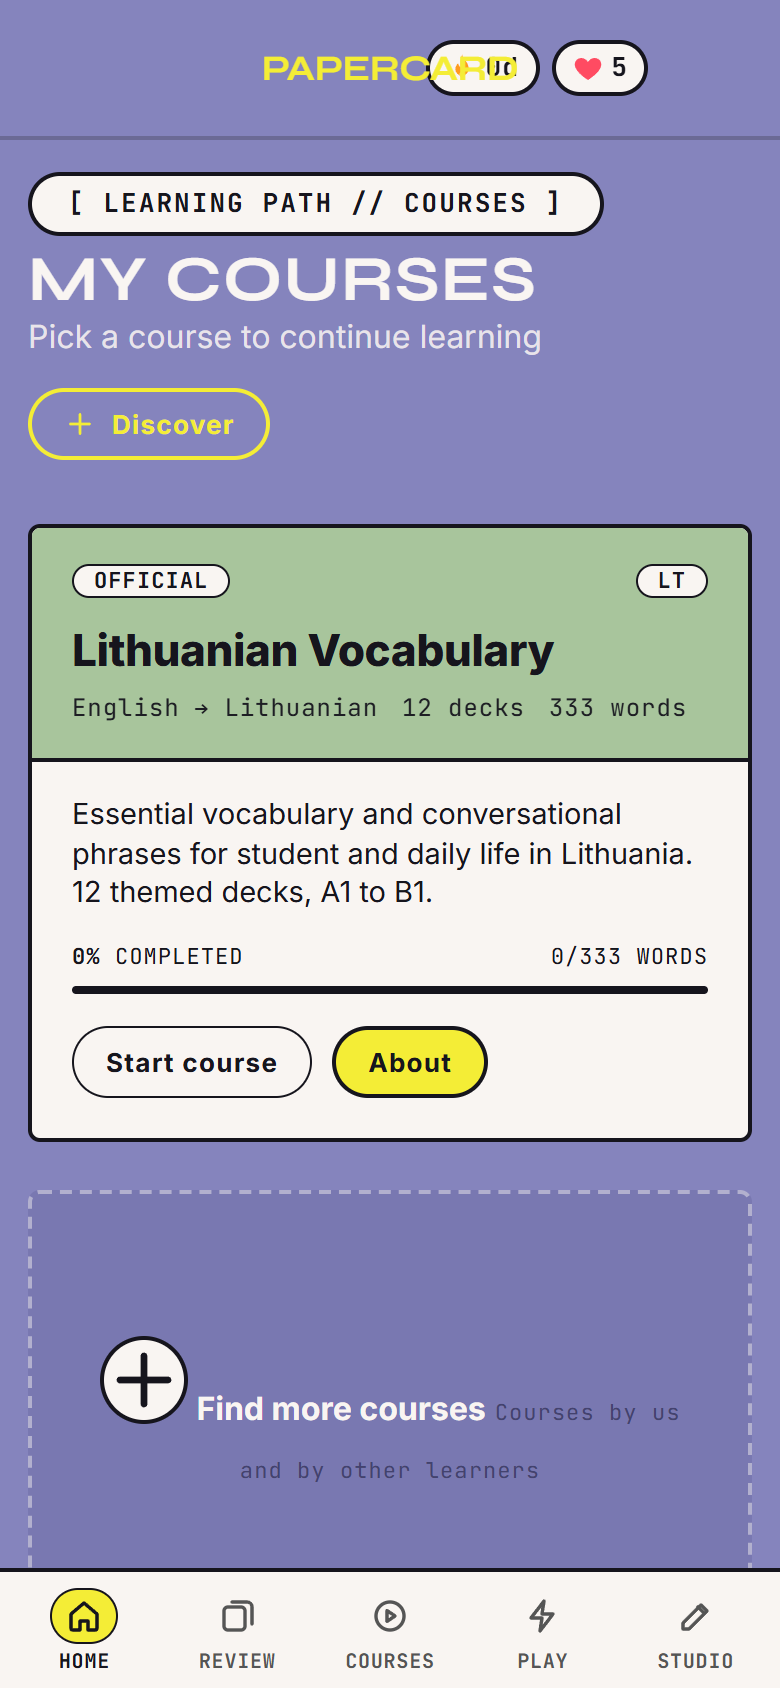 PAPERCARD 0d 5
[ LEARNING PATH // COURSES ]
MY COURSES
Pick a course to continue learning
+ Discover
OFFICIAL LT
Lithuanian Vocabulary
English → Lithuanian 12 decks 333 words
Essential vocabulary and conversational
phrases for student and daily life in Lithuania.
12 themed decks, A1 to B1.
0% COMPLETED 0/333 WORDS
Start course About
Find more courses Courses by us
and by other learners
HOME REVIEW COURSES PLAY STUDIO